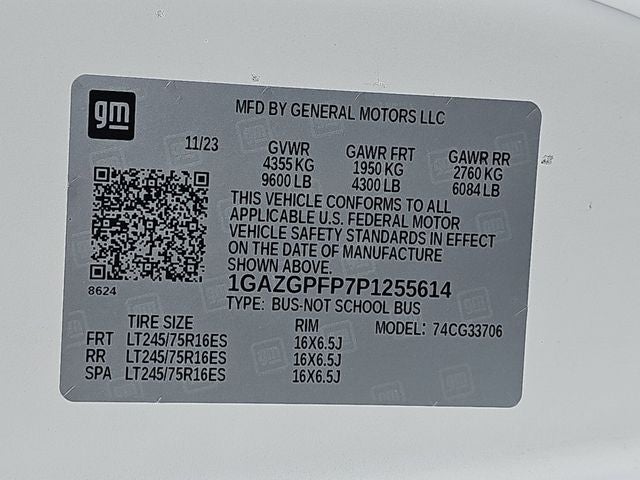 gm
MFD BY GENERAL MOTORS LLC
11/23
GVWR GAWR FRT GAWR RR
4355 KG 1950 KG 2760 KG
9600 LB 4300 LB 6084 LB
THIS VEHICLE CONFORMS TO ALL
APPLICABLE U.S. FEDERAL MOTOR
VEHICLE SAFETY STANDARDS IN EFFECT
ON THE DATE OF MANUFACTURE
SHOWN ABOVE.
8624
1GAZGPFP7P1255614
TYPE: BUS-NOT SCHOOL BUS
TIRE SIZE RIM MODEL: 74CG33706
FRT LT245/75R16ES 16X6.5J
RR LT245/75R16ES 16X6.5J
SPA LT245/75R16ES 16X6.5J